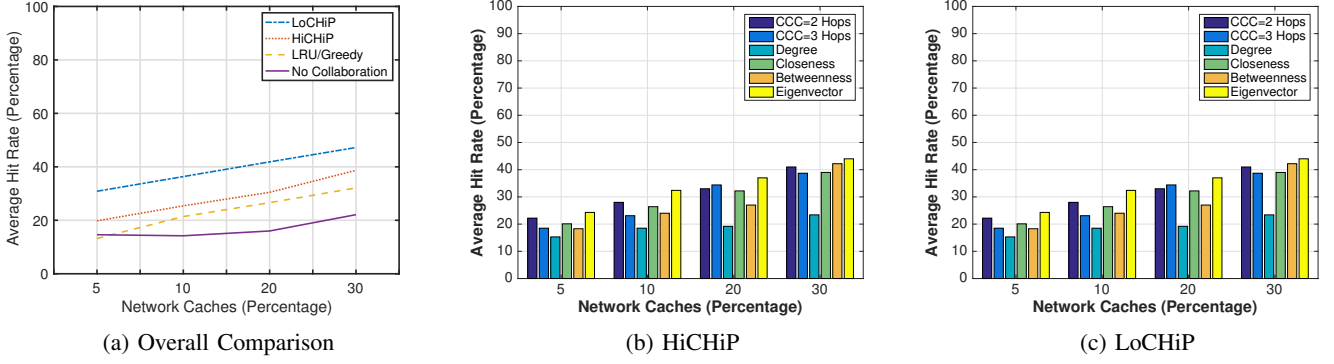 Average Hit Rate (Percentage)
100
80
60
40
20
0
LoCHiP
HiCHiP
LRU/Greedy
No Collaboration
5
10
20
30
Network Caches (Percentage)
(a) Overall Comparison
Average Hit Rate (Percentage)
100
90
80
70
60
50
40
30
20
10
0
CCC=2 Hops
CCC=3 Hops
Degree
Closeness
Betweenness
Eigenvector
5
10
20
30
Network Caches (Percentage)
(b) HiCHiP
Average Hit Rate (Percentage)
100
90
80
70
60
50
40
30
20
10
0
CCC=2 Hops
CCC=3 Hops
Degree
Closeness
Betweenness
Eigenvector
5
10
20
30
Network Caches (Percentage)
(c) LoCHiP